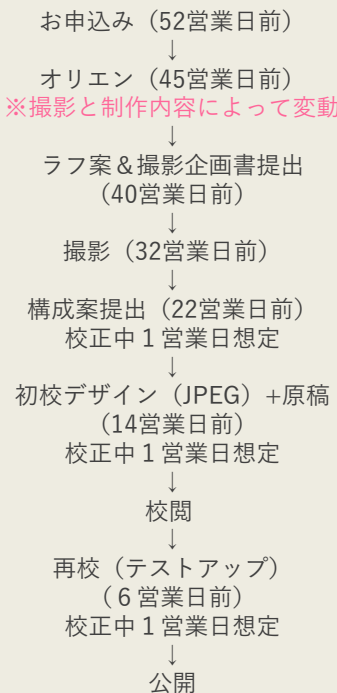 お申込み（52営業日前）
↓
オリエン（45営業日前）
※撮影と制作内容によって変動
↓
ラフ案＆撮影企画書提出
（40営業日前）
↓
撮影（32営業日前）
↓
構成案提出（22営業日前）
校正中１営業日想定
↓
初校デザイン（JPEG）+原稿
（14営業日前）
校正中１営業日想定
↓
校閲
↓
再校（テストアップ）
（６営業日前）
校正中１営業日想定
↓
公開